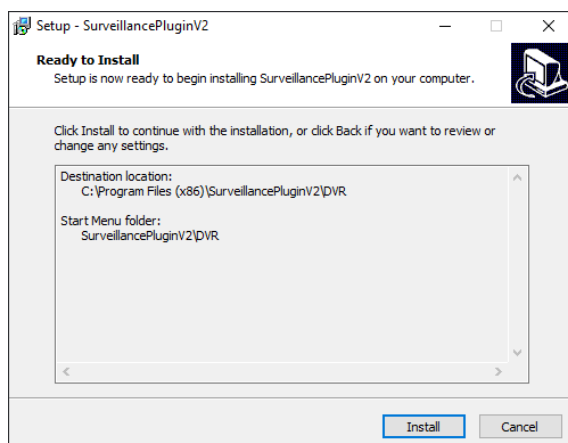 Setup - SurveillancePluginV2
Ready to Install
Setup is now ready to begin installing SurveillancePluginV2 on your computer.
Click Install to continue with the installation, or click Back if you want to review or
change any settings.
Destination location:
C:\Program Files (x86)\SurveillancePluginV2\DVR
Start Menu folder:
SurveillancePluginV2\DVR
Install
Cancel